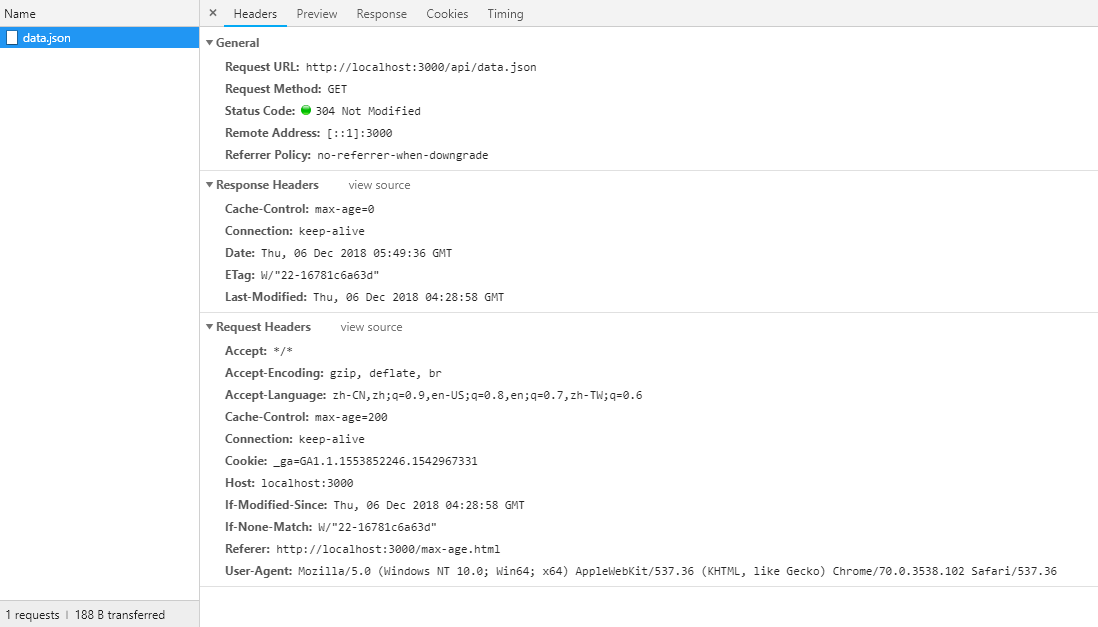 Name
× Headers Preview Response Cookies Timing
data.json
General
Request URL: http://localhost:3000/api/data.json
Request Method: GET
Status Code: 304 Not Modified
Remote Address: [::1]:3000
Referrer Policy: no-referrer-when-downgrade
Response Headers view source
Cache-Control: max-age=0
Connection: keep-alive
Date: Thu, 06 Dec 2018 05:49:36 GMT
ETag: W/"22-16781c6a63d"
Last-Modified: Thu, 06 Dec 2018 04:28:58 GMT
Request Headers view source
Accept: */*
Accept-Encoding: gzip, deflate, br
Accept-Language: zh-CN,zh;q=0.9,en-US;q=0.8,en;q=0.7,zh-TW;q=0.6
Cache-Control: max-age=200
Connection: keep-alive
Cookie: _ga=GA1.1.1553852246.1542967331
Host: localhost:3000
If-Modified-Since: Thu, 06 Dec 2018 04:28:58 GMT
If-None-Match: W/"22-16781c6a63d"
Referer: http://localhost:3000/max-age.html
User-Agent: Mozilla/5.0 (Windows NT 10.0; Win64; x64) AppleWebKit/537.36 (KHTML, like Gecko) Chrome/70.0.3538.102 Safari/537.36
1 requests | 188 B transferred